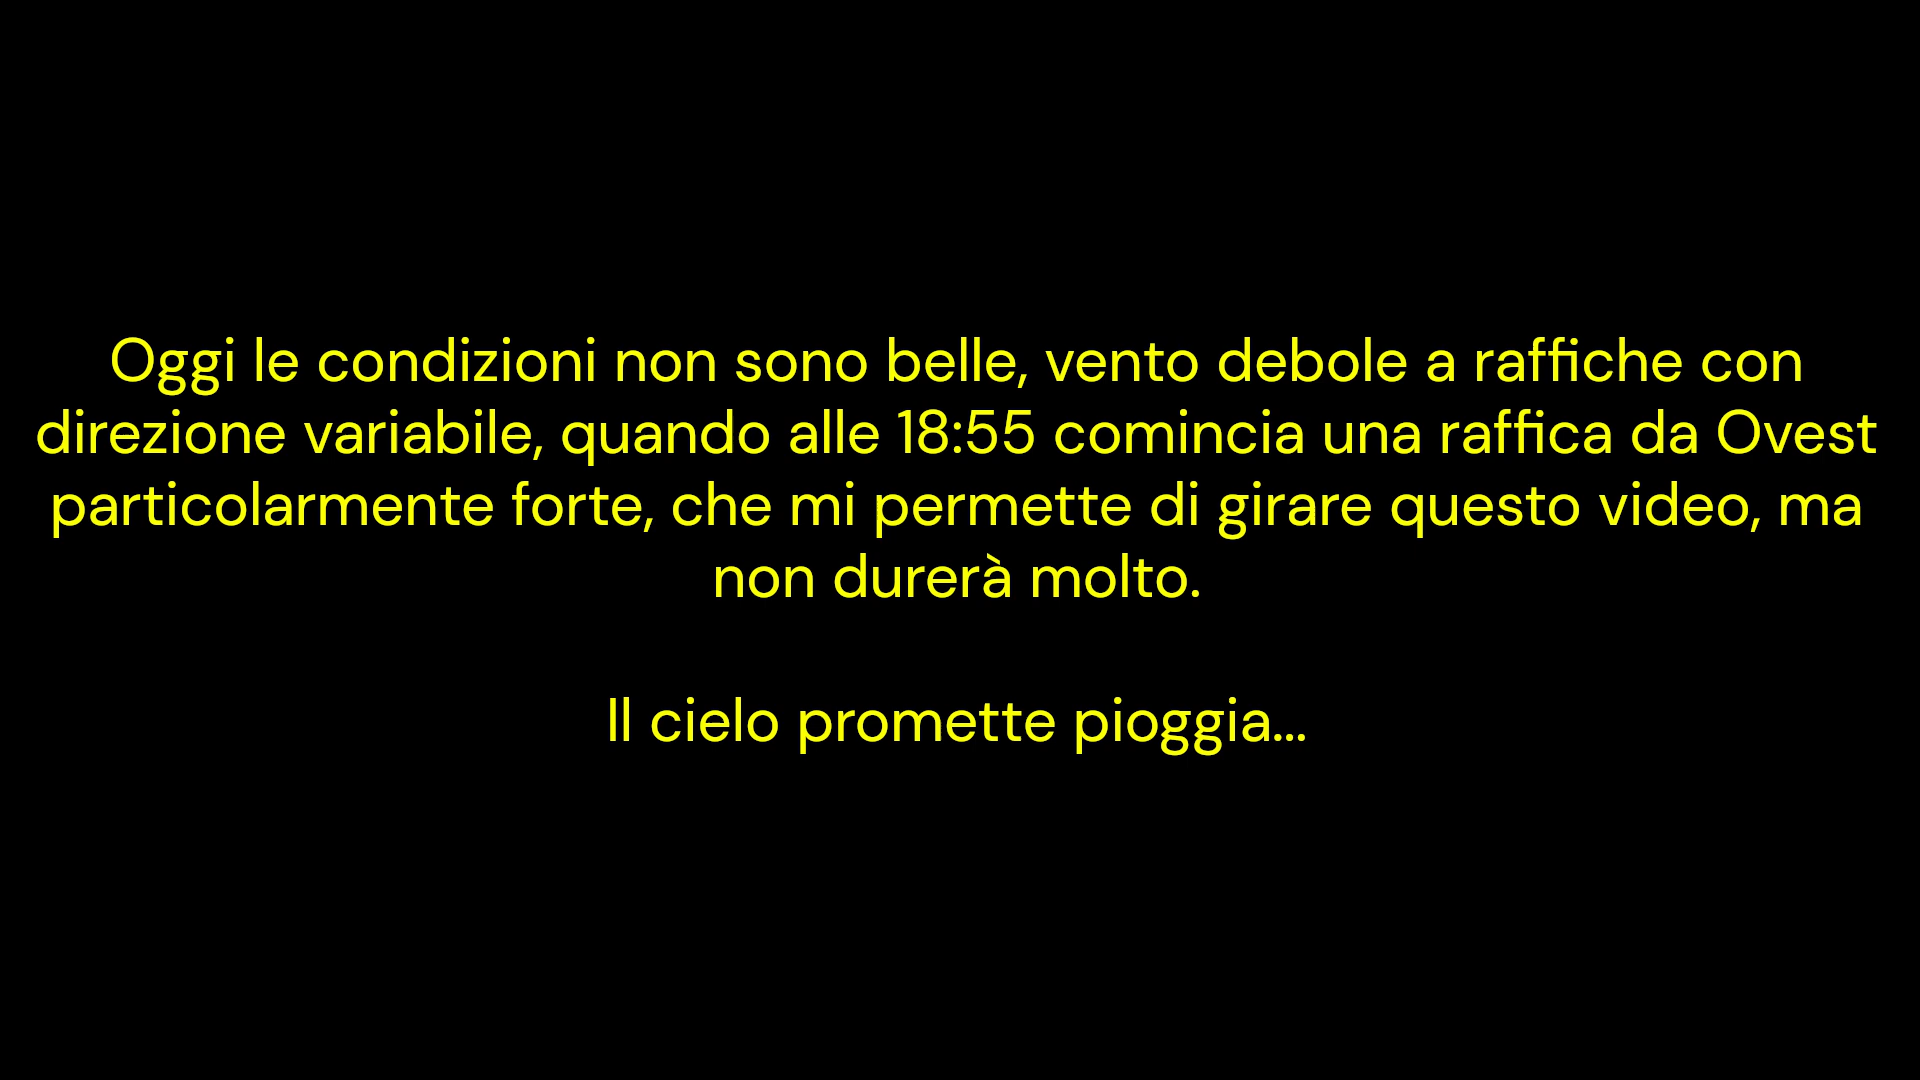 Oggi le condizioni non sono belle, vento debole a raffiche con
direzione variabile, quando alle 18:55 comincia una raffica da Ovest
particolarmente forte, che mi permette di girare questo video, ma
non durerà molto.
Il cielo promette pioggia...